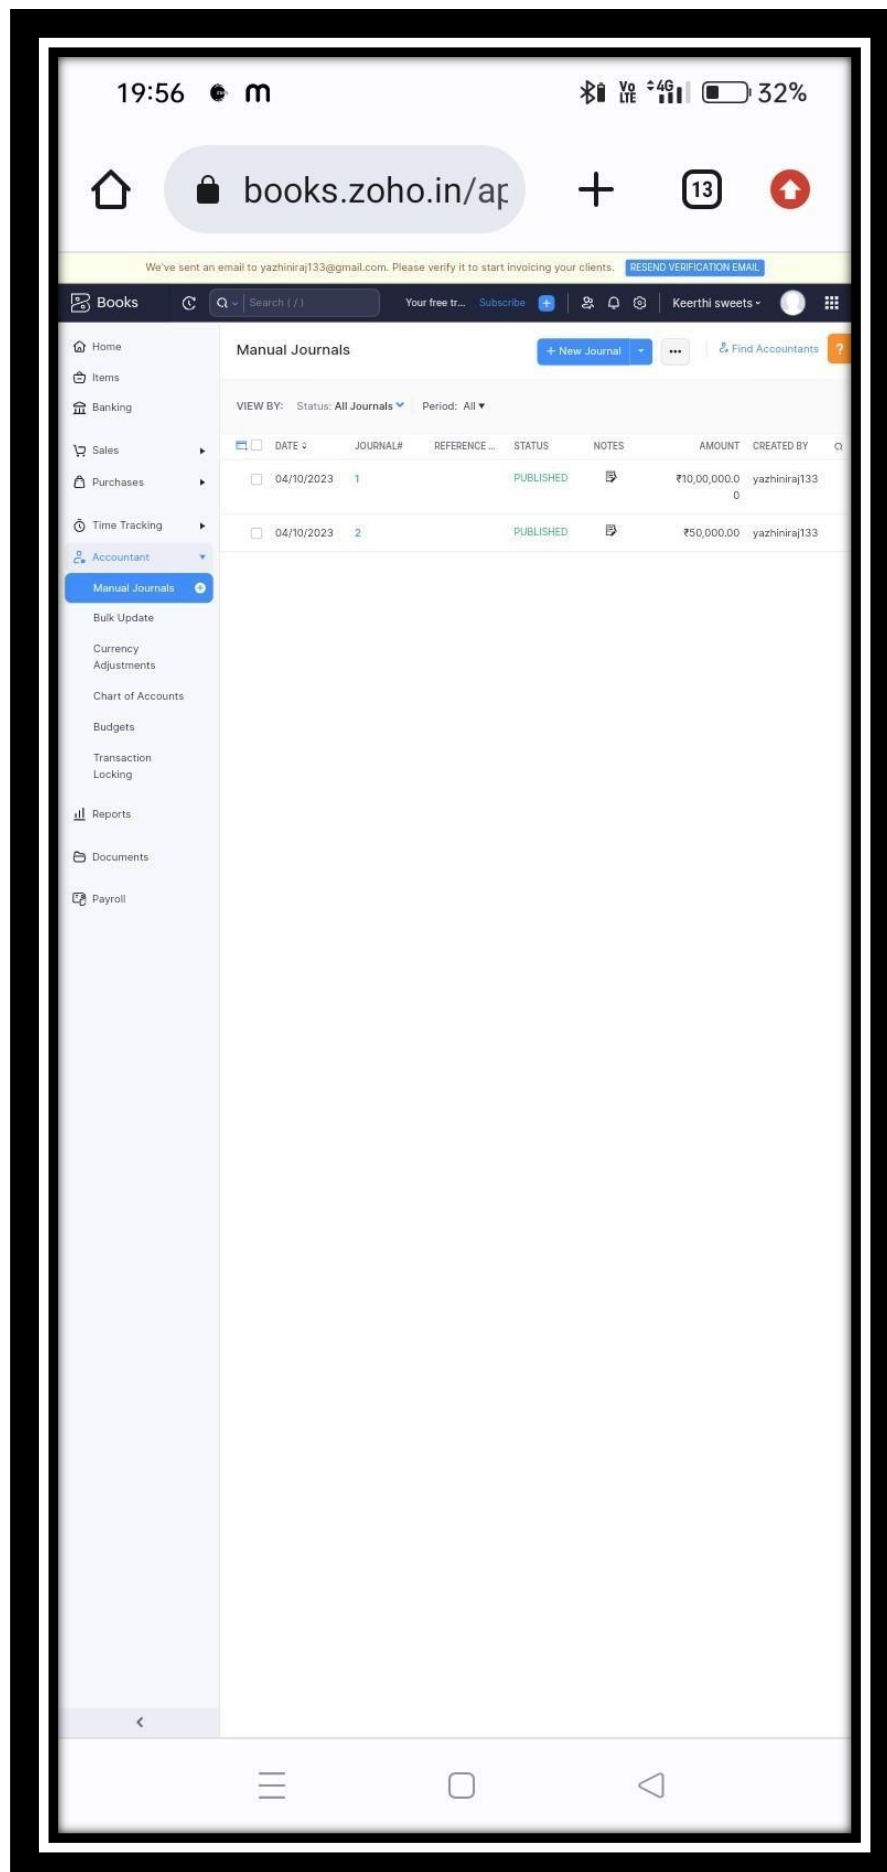 19:56 m Vo LTE 4G 32%
books.zoho.in/ap 13
We've sent an email to yazhiniraj133@gmail.com. Please verify it to start invoicing your clients. RESEND VERIFICATION EMAIL
Books Search ( / ) Your free tr... Subscribe Keerthi sweets
Home
Items
Banking
Sales
Purchases
Time Tracking
Accountant
Manual Journals
Bulk Update
Currency
Adjustments
Chart of Accounts
Budgets
Transaction
Locking
Reports
Documents
Payroll
Manual Journals + New Journal ... Find Accountants ?
VIEW BY: Status: All Journals Period: All
DATE JOURNAL# REFERENCE ... STATUS NOTES AMOUNT CREATED BY
04/10/2023 1 PUBLISHED ₹10,00,000.0 yazhiniraj133
0
04/10/2023 2 PUBLISHED ₹50,000.00 yazhiniraj133